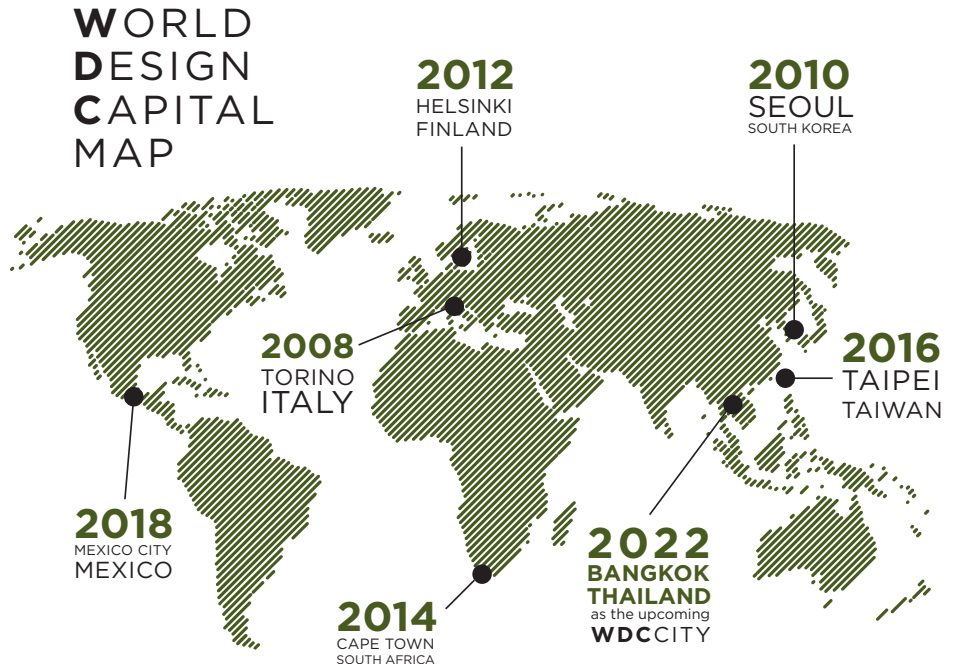 WORLD
DESIGN
CAPITAL
MAP
2012
HELSINKI
FINLAND
2010
SEOUL
SOUTH KOREA
2008
TORINO
ITALY
2016
TAIPEI
TAIWAN
2018
MEXICO CITY
MEXICO
2022
BANGKOK
THAILAND
as the upcoming
WDCCITY
2014
CAPE TOWN
SOUTH AFRICA